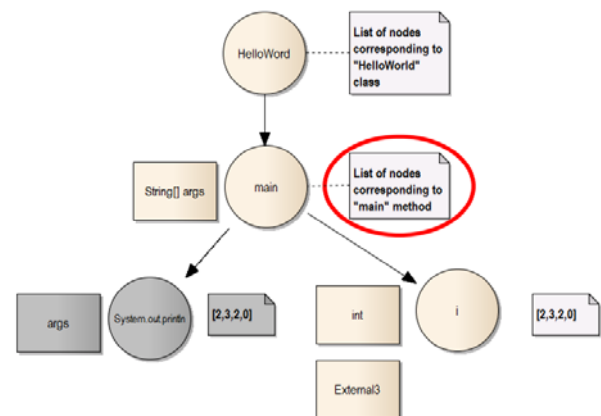 HelloWord
List of nodes
corresponding to
"HelloWorld"
class
String[] args
main
List of nodes
corresponding to
"main" method
args
System.out.println
[2,3,2,0]
int
i
[2,3,2,0]
External3